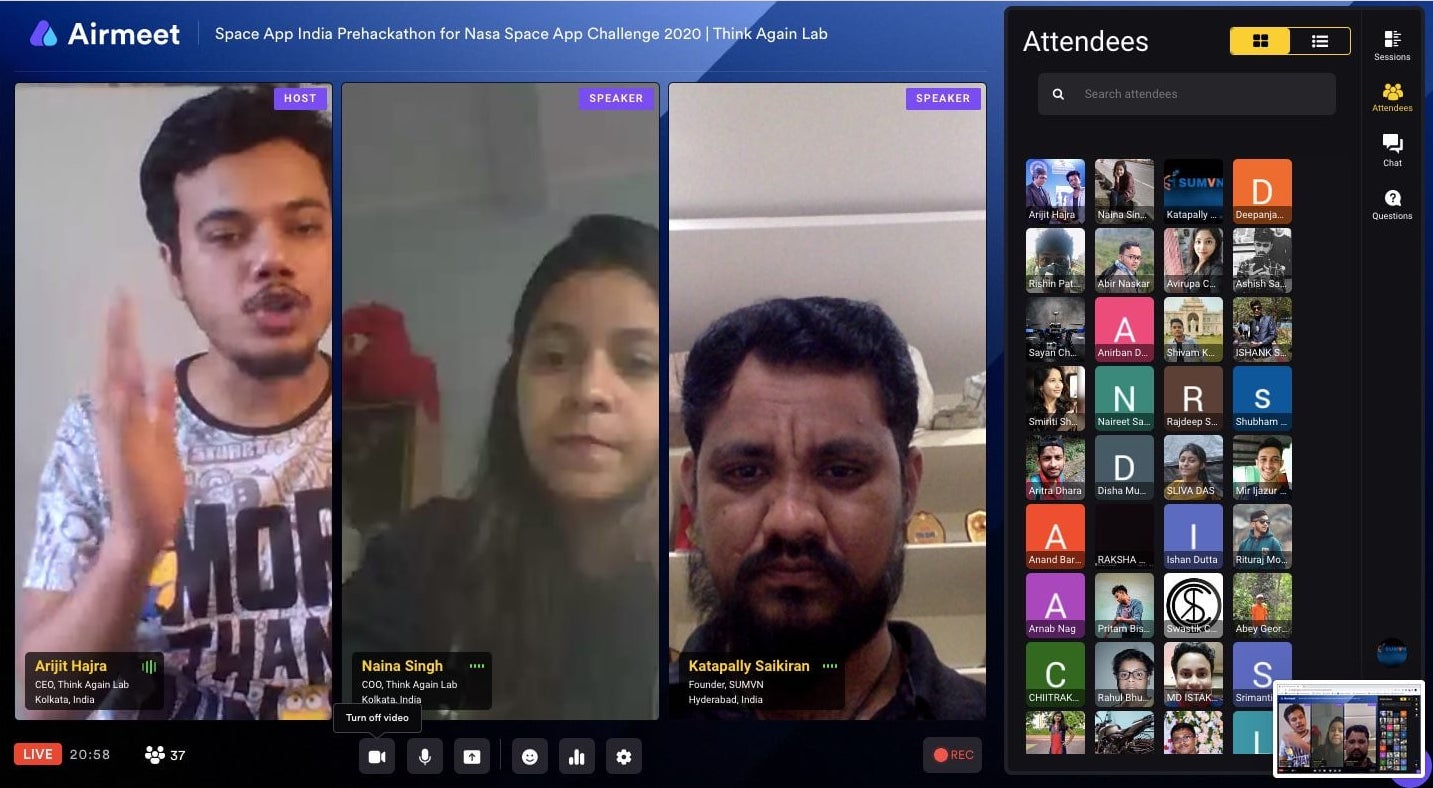 Airmeet
Space App India Prehackathon for Nasa Space App Challenge 2020 | Think Again Lab
HOST
SPEAKER
SPEAKER
MOR
THAN
Arijit Hajra
CEO, Think Again Lab
Kolkata, India
Naina Singh
COO, Think Again Lab
Kolkata, India
Katapally Saikiran
Founder, SUMVN
Hyderabad, India
Turn off video
LIVE
20:58
37
REC
Attendees
Search attendees
Arijit Hajra
Naina Sin...
SUMVN
Katapally ...
D
Deepanja...
Rishin Pat...
Abir Naskar
Avirupa C...
Ashish Sa...
Sayan Ch...
A
Anirban D...
Shivam K...
ISHANK S...
Smiriti Sh...
N
Naireet Sa...
R
Rajdeep S...
s
Shubham ...
Aritra Dhara
D
Disha Mu...
SLIVA DAS
Mir Ijazur ...
A
Anand Bar...
RAKSHA ...
I
Ishan Dutta
Rituraj Mo...
A
Arnab Nag
Pritam Bis...
Swastik C...
Abey Geor...
C
CHIITRAK...
Rahul Bhu...
MD ISTAK...
S
Srimanti
L
Sessions
Attendees
Chat
Questions
SUMVN